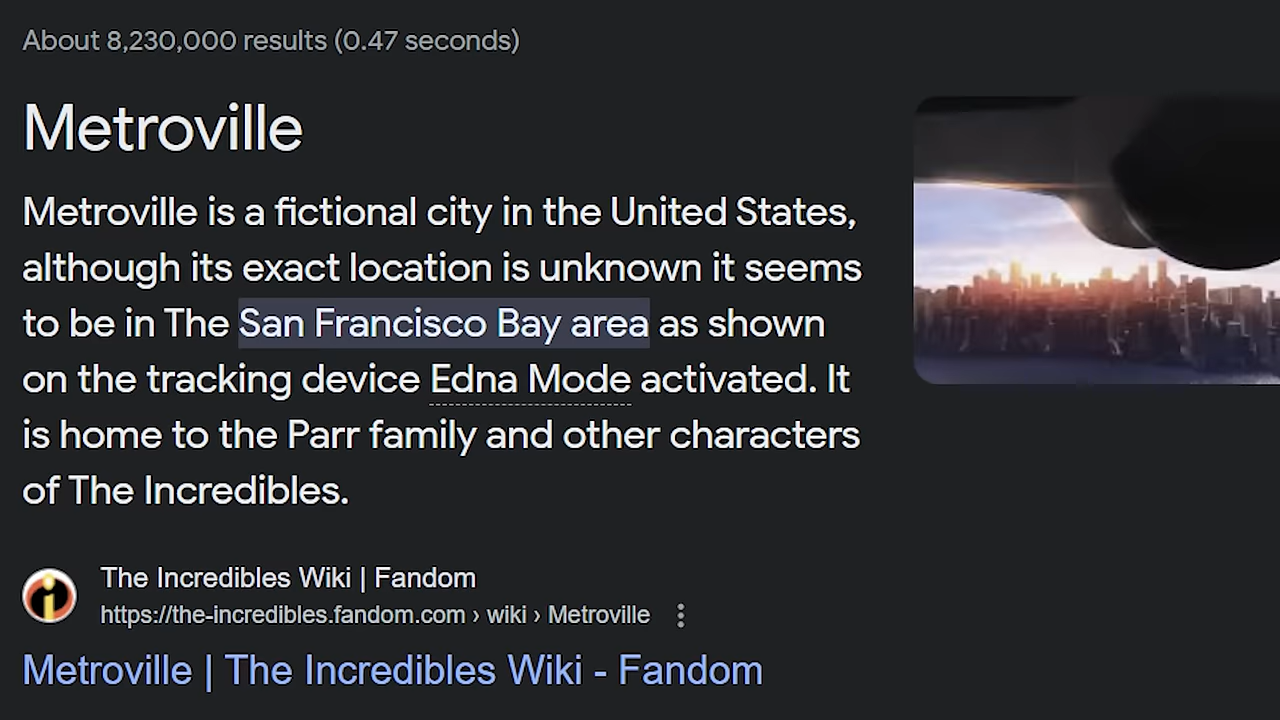 About 8,230,000 results (0.47 seconds)
Metroville
Metroville is a fictional city in the United States,
although its exact location is unknown it seems
to be in The San Francisco Bay area as shown
on the tracking device Edna Mode activated. It
is home to the Parr family and other characters
of The Incredibles.
The Incredibles Wiki | Fandom
https://the-incredibles.fandom.com › wiki › Metroville
Metroville | The Incredibles Wiki - Fandom